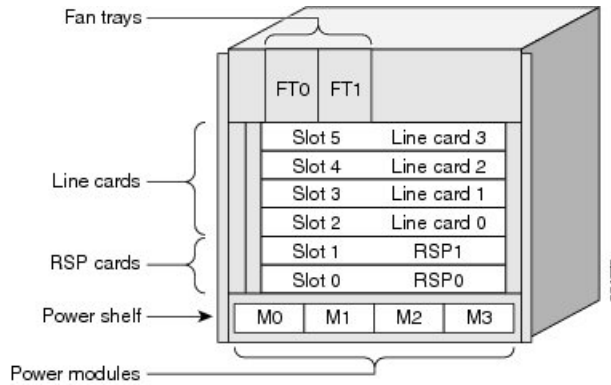 Fan trays
FT0 FT1
Slot 5 Line card 3
Slot 4 Line card 2
Line cards
Slot 3 Line card 1
Slot 2 Line card 0
Slot 1 RSP1
RSP cards
Slot 0 RSP0
Power shelf
M0 M1 M2 M3
Power modules